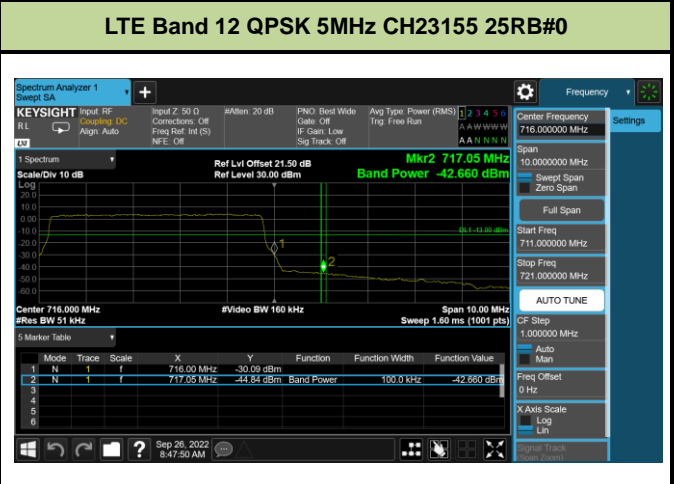 LTE Band 12 QPSK 5MHz CH23155 25RB#0
Spectrum Analyzer 1
Swept SA
Frequency
KEYSIGHT
RL
Input: RF
Coupling: DC
Align: Auto
Input Z: 50 Ω
Corrections: Off
Freq Ref: Int (S)
NFE: Off
#Atten: 20 dB
PNO: Best Wide
Gate: Off
IF Gain: Low
Sig Track: Off
Avg Type: Power (RMS)
Trig: Free Run
1 2 3 4 5 6
A A W W W W
A A N N N N
LXI
1 Spectrum
Scale/Div 10 dB
Ref Lvl Offset 21.50 dB
Ref Level 30.00 dBm
Mkr2 717.05 MHz
Band Power -42.660 dBm
Log
20.0
10.0
0.00
-10.0
-20.0
-30.0
-40.0
-50.0
-60.0
DL1 -13.00 dBm
1
2
Center 716.000 MHz
#Res BW 51 kHz
#Video BW 160 kHz
Span 10.00 MHz
Sweep 1.60 ms (1001 pts)
5 Marker Table
Mode Trace Scale X Y Function Function Width Function Value
1 N 1 f 716.00 MHz -30.09 dBm
2 N 1 f 717.05 MHz -44.84 dBm Band Power 100.0 kHz -42.660 dBm
3
4
5
6
Sep 26, 2022
8:47:50 AM
Center Frequency
716.000000 MHz
Settings
Span
10.0000000 MHz
Swept Span
Zero Span
Full Span
Start Freq
711.000000 MHz
Stop Freq
721.000000 MHz
AUTO TUNE
CF Step
1.000000 MHz
Auto
Man
Freq Offset
0 Hz
X Axis Scale
Log
Lin
Signal Track
(Span Zoom)